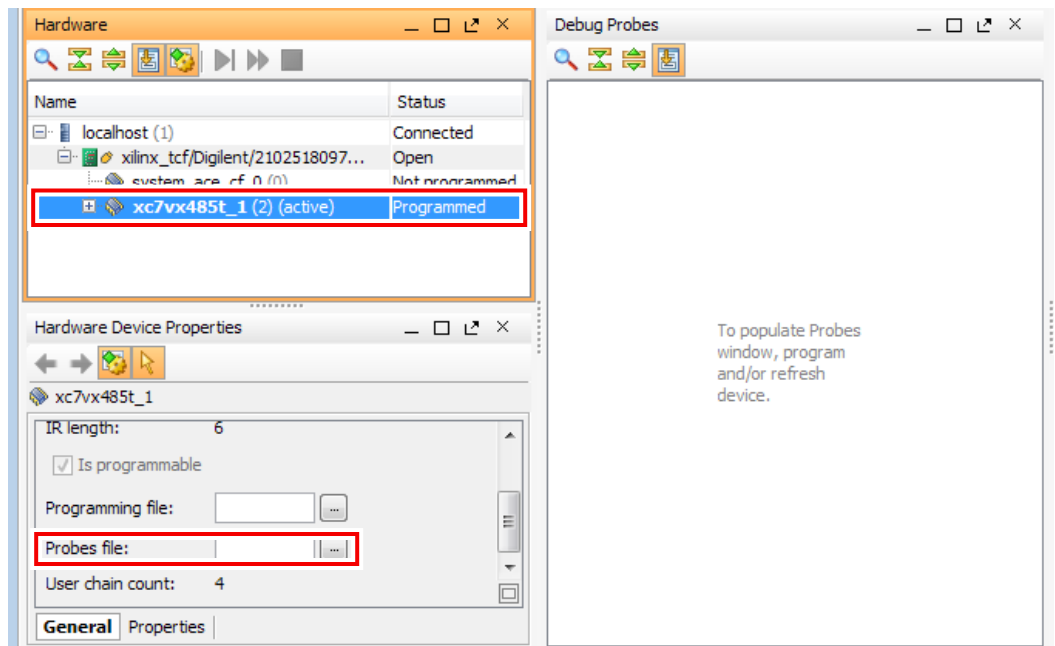 Hardware
Name Status
localhost (1) Connected
xilinx_tcf/Digilent/2102518097... Open
system_ace_cf_0 (0) Not programmed
xc7vx485t_1 (2) (active) Programmed
Hardware Device Properties
xc7vx485t_1
IR length: 6
Is programmable
Programming file: ...
Probes file: ...
User chain count: 4
General Properties
Debug Probes
To populate Probes
window, program
and/or refresh
device.